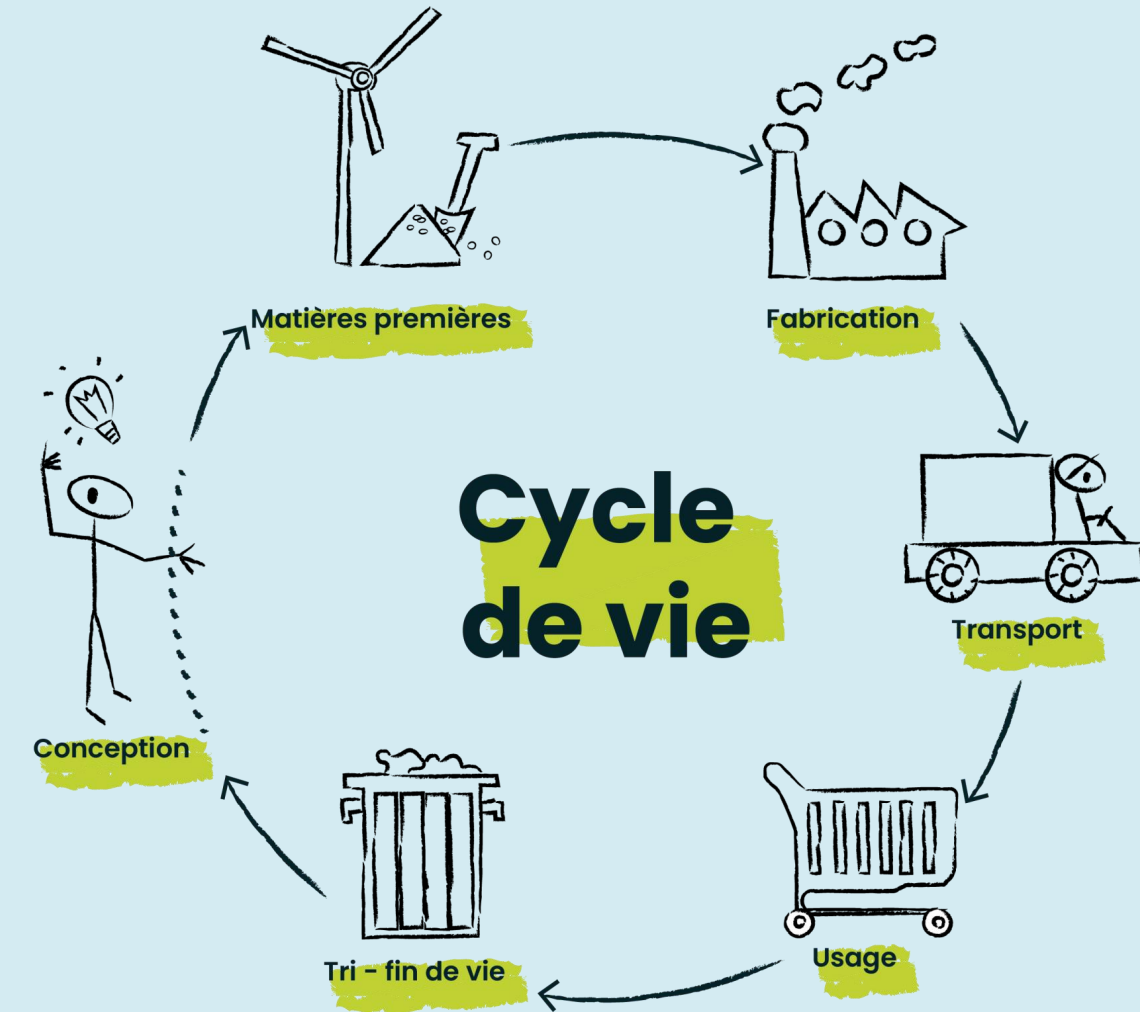 Matières premières
Fabrication
Cycle
de vie
Transport
Conception
Usage
Tri - fin de vie